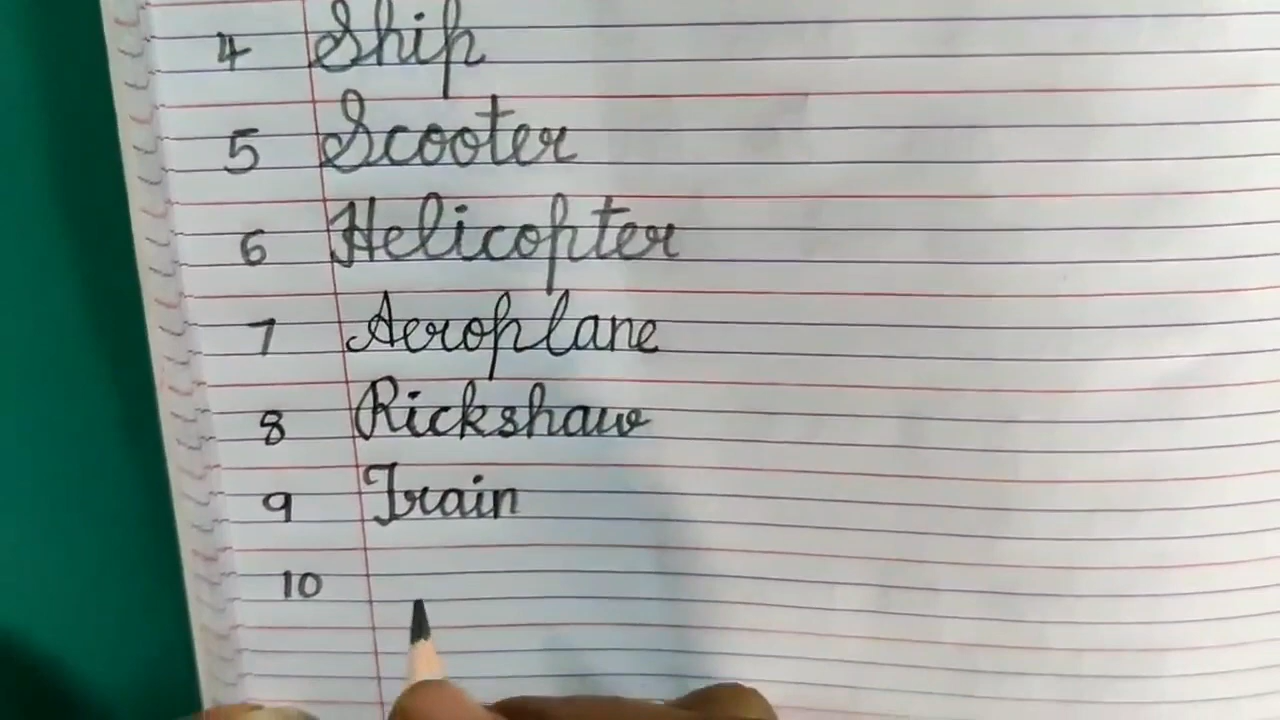 4 Ship
5 Scooter
6 Helicopter
7 Aeroplane
8 Rickshaw
9 Train
10